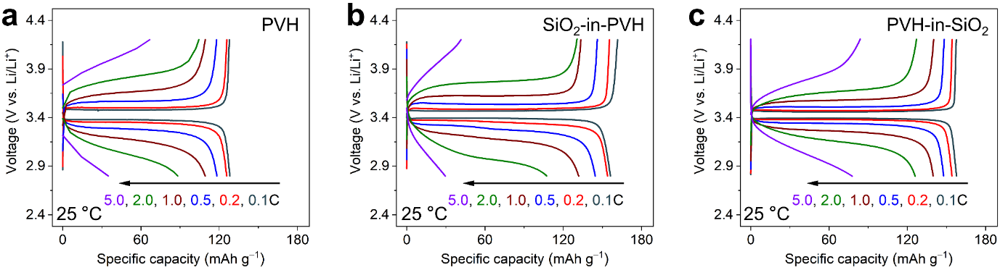 a
PVH
4.4
3.9
3.4
2.9
2.4
Voltage (V vs. Li/Li⁺)
5.0, 2.0, 1.0, 0.5, 0.2, 0.1C
25 °C
0 60 120 180
Specific capacity (mAh g⁻¹)
b
SiO₂-in-PVH
4.4
3.9
3.4
2.9
2.4
Voltage (V vs. Li/Li⁺)
5.0, 2.0, 1.0, 0.5, 0.2, 0.1C
25 °C
0 60 120 180
Specific capacity (mAh g⁻¹)
c
PVH-in-SiO₂
4.4
3.9
3.4
2.9
2.4
Voltage (V vs. Li/Li⁺)
5.0, 2.0, 1.0, 0.5, 0.2, 0.1C
25 °C
0 60 120 180
Specific capacity (mAh g⁻¹)